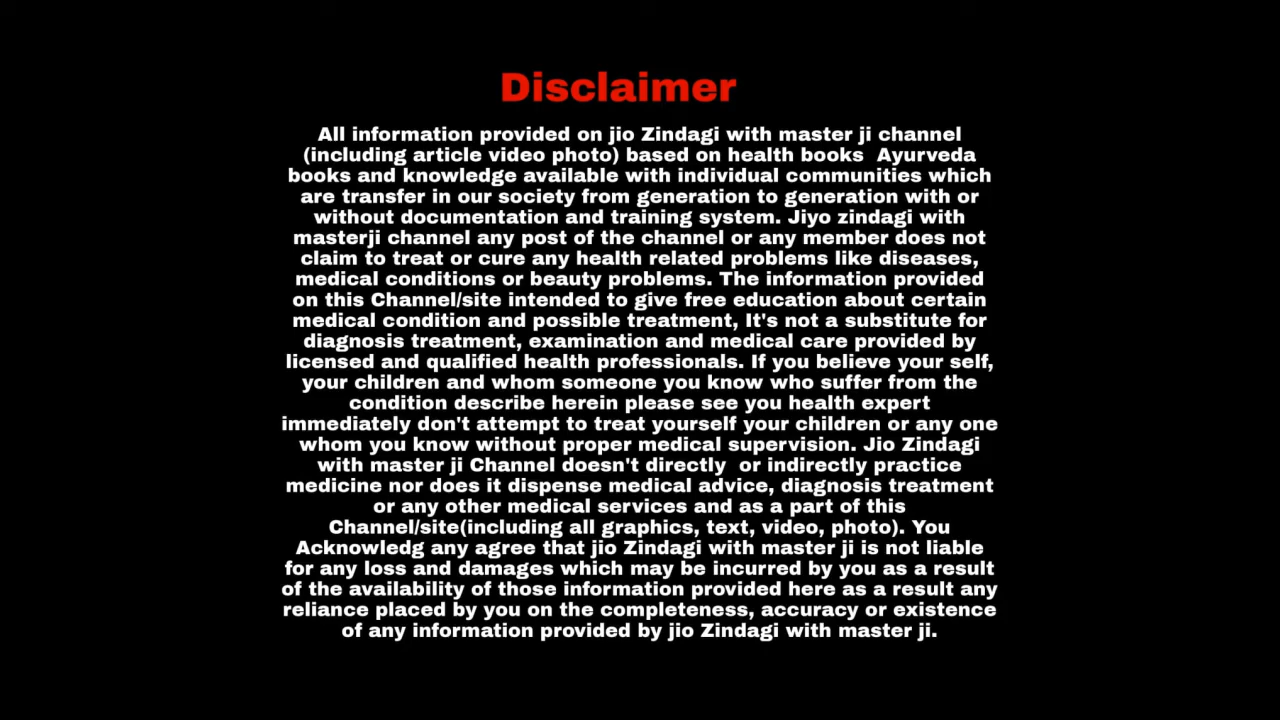 Disclaimer
All information provided on jio Zindagi with master ji channel
(including article video photo) based on health books  Ayurveda
books and knowledge available with individual communities which
are transfer in our society from generation to generation with or
without documentation and training system. Jiyo zindagi with
masterji channel any post of the channel or any member does not
claim to treat or cure any health related problems like diseases,
medical conditions or beauty problems. The information provided
on this Channel/site intended to give free education about certain
medical condition and possible treatment, It's not a substitute for
diagnosis treatment, examination and medical care provided by
licensed and qualified health professionals. If you believe your self,
your children and whom someone you know who suffer from the
condition describe herein please see you health expert
immediately don't attempt to treat yourself your children or any one
whom you know without proper medical supervision. Jio Zindagi
with master ji Channel doesn't directly  or indirectly practice
medicine nor does it dispense medical advice, diagnosis treatment
or any other medical services and as a part of this
Channel/site(including all graphics, text, video, photo). You
Acknowledg any agree that jio Zindagi with master ji is not liable
for any loss and damages which may be incurred by you as a result
of the availability of those information provided here as a result any
reliance placed by you on the completeness, accuracy or existence
of any information provided by jio Zindagi with master ji.